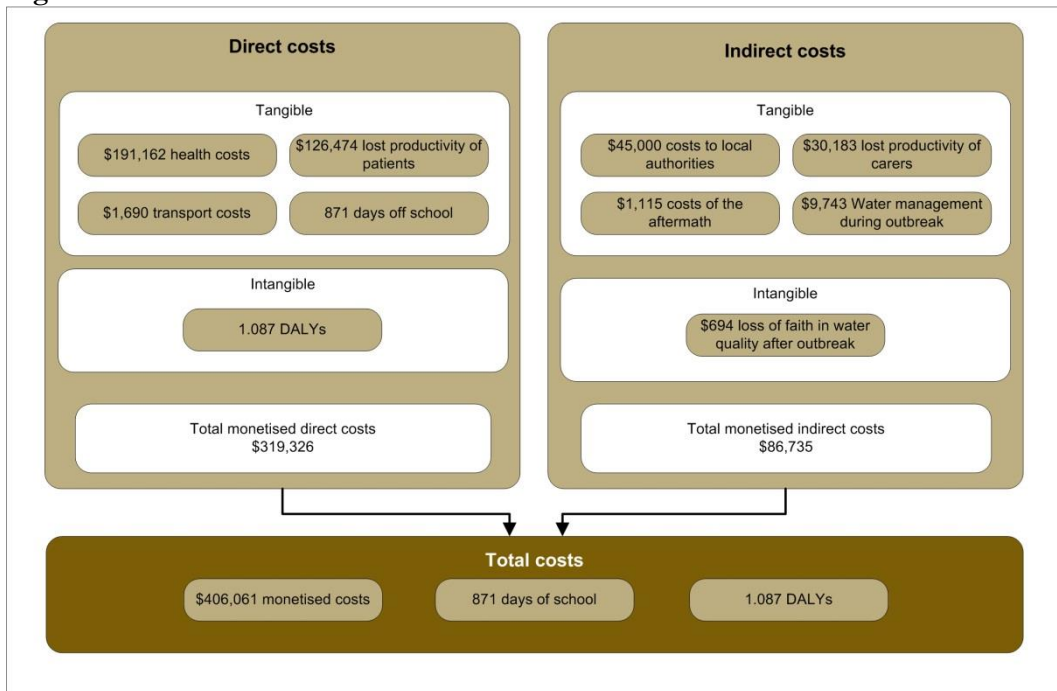 Direct costs
Tangible
$191,162 health costs
$126,474 lost productivity of
patients
$1,690 transport costs
871 days off school
Intangible
1.087 DALYs
Total monetised direct costs
$319,326
Indirect costs
Tangible
$45,000 costs to local
authorities
$30,183 lost productivity of
carers
$1,115 costs of the
aftermath
$9,743 Water management
during outbreak
Intangible
$694 loss of faith in water
quality after outbreak
Total monetised indirect costs
$86,735
Total costs
$406,061 monetised costs
871 days of school
1.087 DALYs